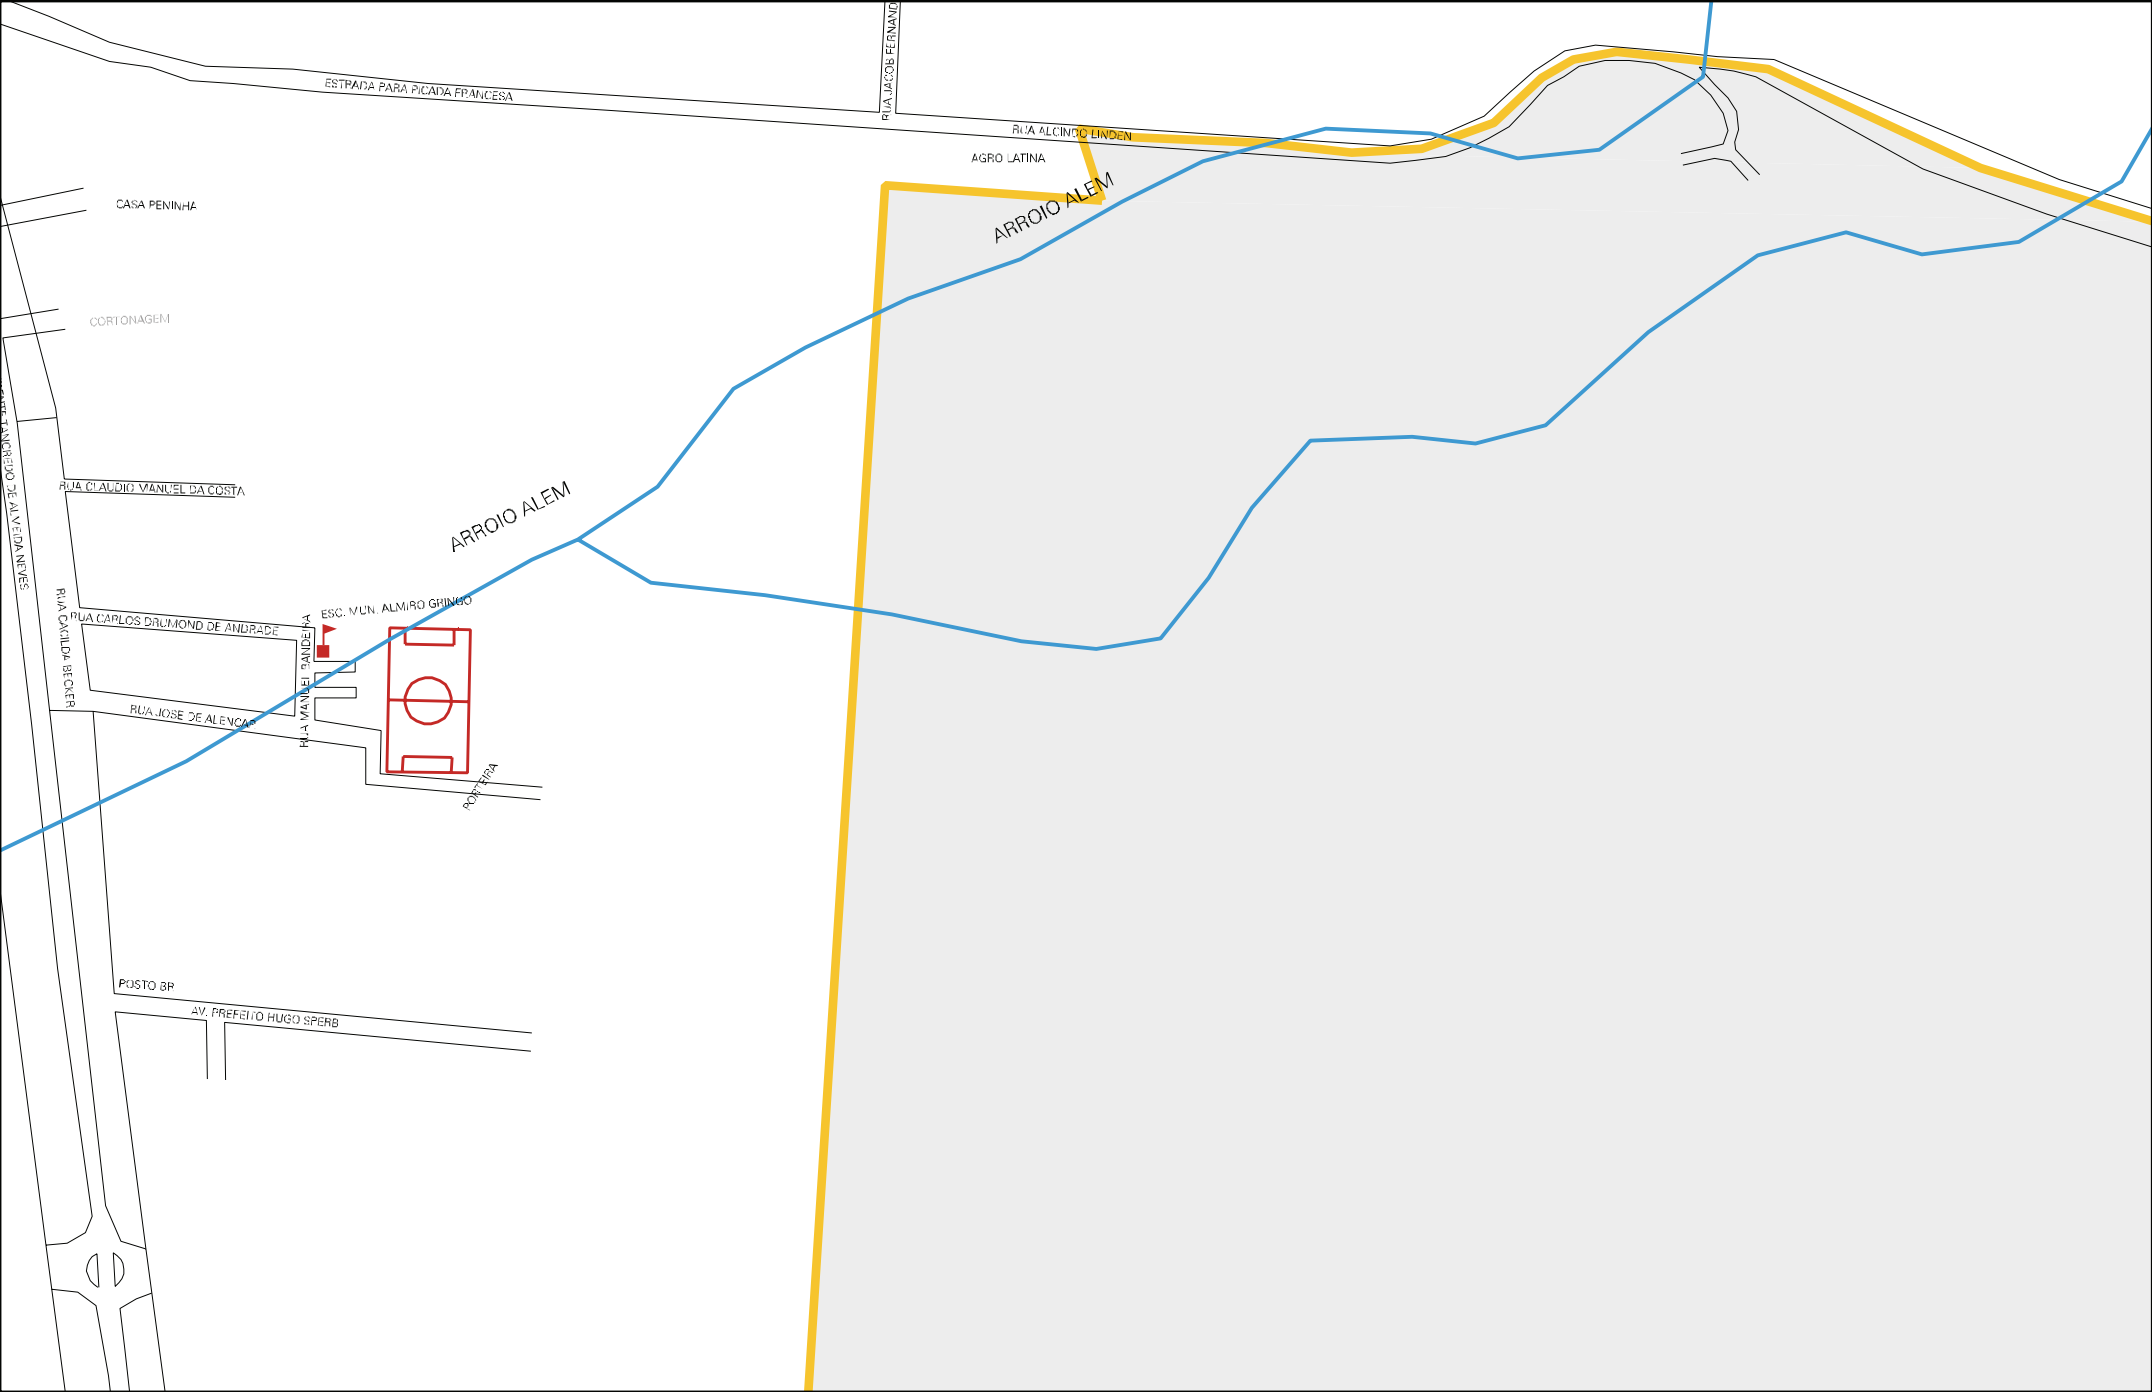 ESTRADA PARA PICADA FRANCESA
RUA JACOB FERNAND
RUA ALCINDO LINDEN
AGRO LATINA
ARROIO ALEM
CASA PENINHA
CORTONAGEM
TANCREDO DE ALMEIDA NEVES
RUA CLAUDIO MANUEL DA COSTA
ARROIO ALEM
RUA CACILDA BECKER
ESC. MUN. ALMIRO GRINGO
RUA CARLOS DRUMOND DE ANDRADE
RUA MANUEL BANDEIRA
RUA JOSE DE ALENCAR
PORTEIRA
POSTO BR
AV. PREFEITO HUGO SPERB